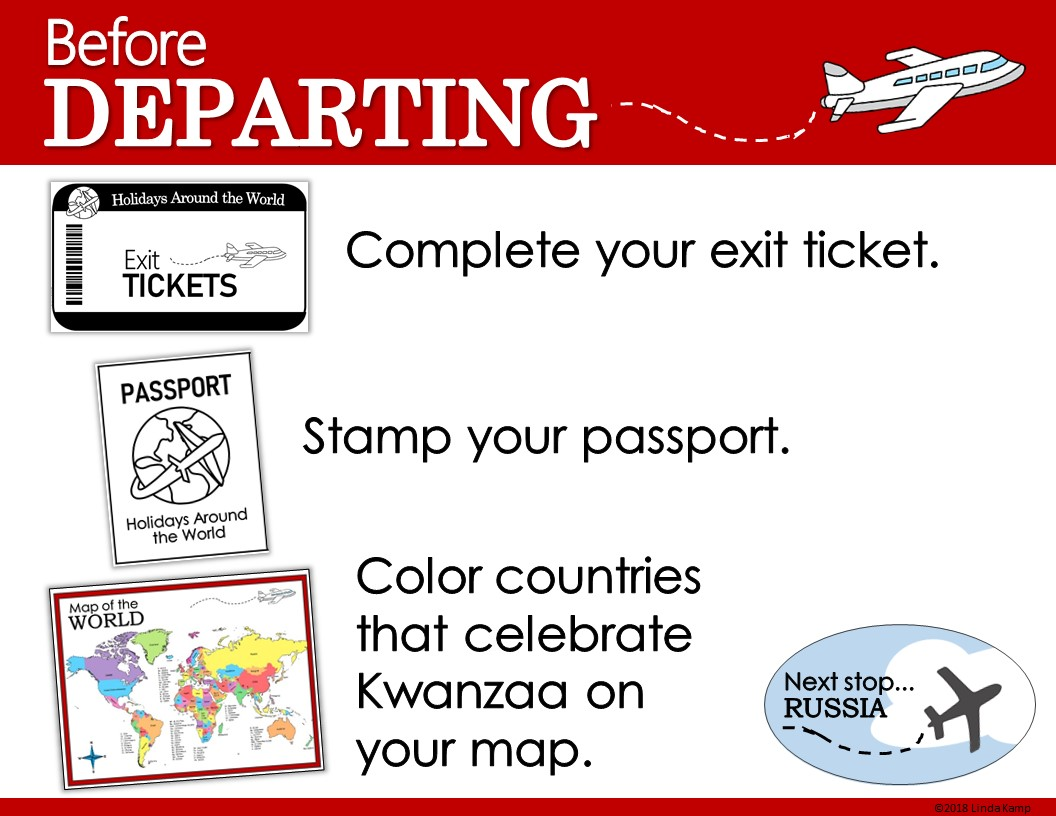 Before
DEPARTING
Holidays Around the World
Exit
TICKETS
Complete your exit ticket.
PASSPORT
Holidays Around
the World
Stamp your passport.
Map of the
WORLD
Color countries
that celebrate
Kwanzaa on
your map.
Next stop...
RUSSIA
©2018 Linda Kamp